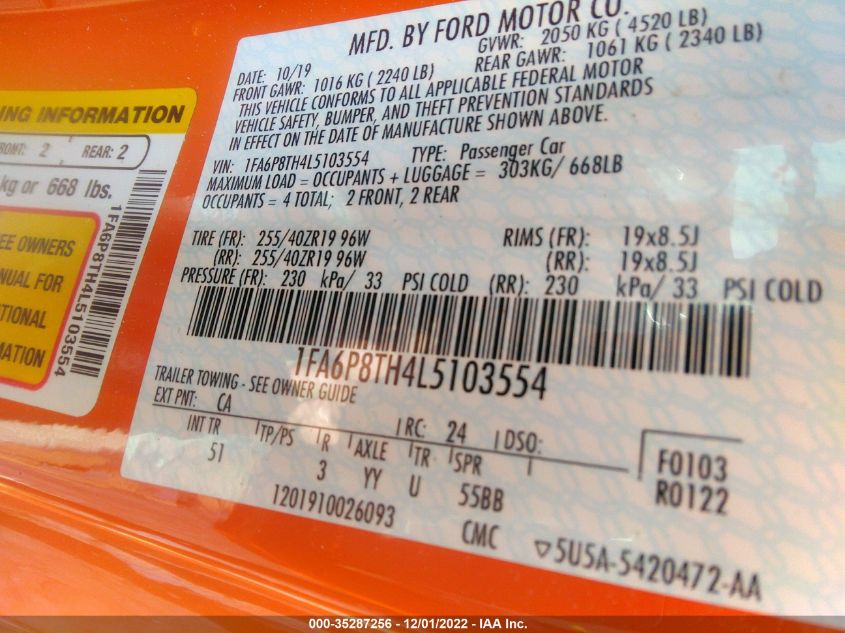 MFD. BY FORD MOTOR CO.
DATE: 10/19 GVWR: 2050 KG ( 4520 LB)
FRONT GAWR: 1016 KG ( 2240 LB) REAR GAWR: 1061 KG ( 2340 LB)
THIS VEHICLE CONFORMS TO ALL APPLICABLE FEDERAL MOTOR
VEHICLE SAFETY, BUMPER, AND THEFT PREVENTION STANDARDS
IN EFFECT ON THE DATE OF MANUFACTURE SHOWN ABOVE.
VIN: 1FA6P8TH4L5103554 TYPE: Passenger Car
MAXIMUM LOAD = OCCUPANTS + LUGGAGE = 303KG/ 668LB
OCCUPANTS = 4 TOTAL; 2 FRONT, 2 REAR
TIRE (FR): 255/40ZR19 96W RIMS (FR): 19x8.5J
(RR): 255/40ZR19 96W (RR): 19x8.5J
PRESSURE (FR): 230 kPa/ 33 PSI COLD (RR): 230 kPa/ 33 PSI COLD
1FA6P8TH4L5103554
TRAILER TOWING - SEE OWNER GUIDE
EXT PNT: CA RC: 24 DSO:
INT TR TP/PS R AXLE TR SPR
51 3 YY U 55BB
F0103
R0122
1201910026093 CMC
5U5A-5420472-AA
ING INFORMATION
FRONT: 2 REAR: 2
kg or 668 lbs.
OWNERS
FOR
1FA6P8TH4L5103554
000-35287256 - 12/01/2022 - IAA Inc.